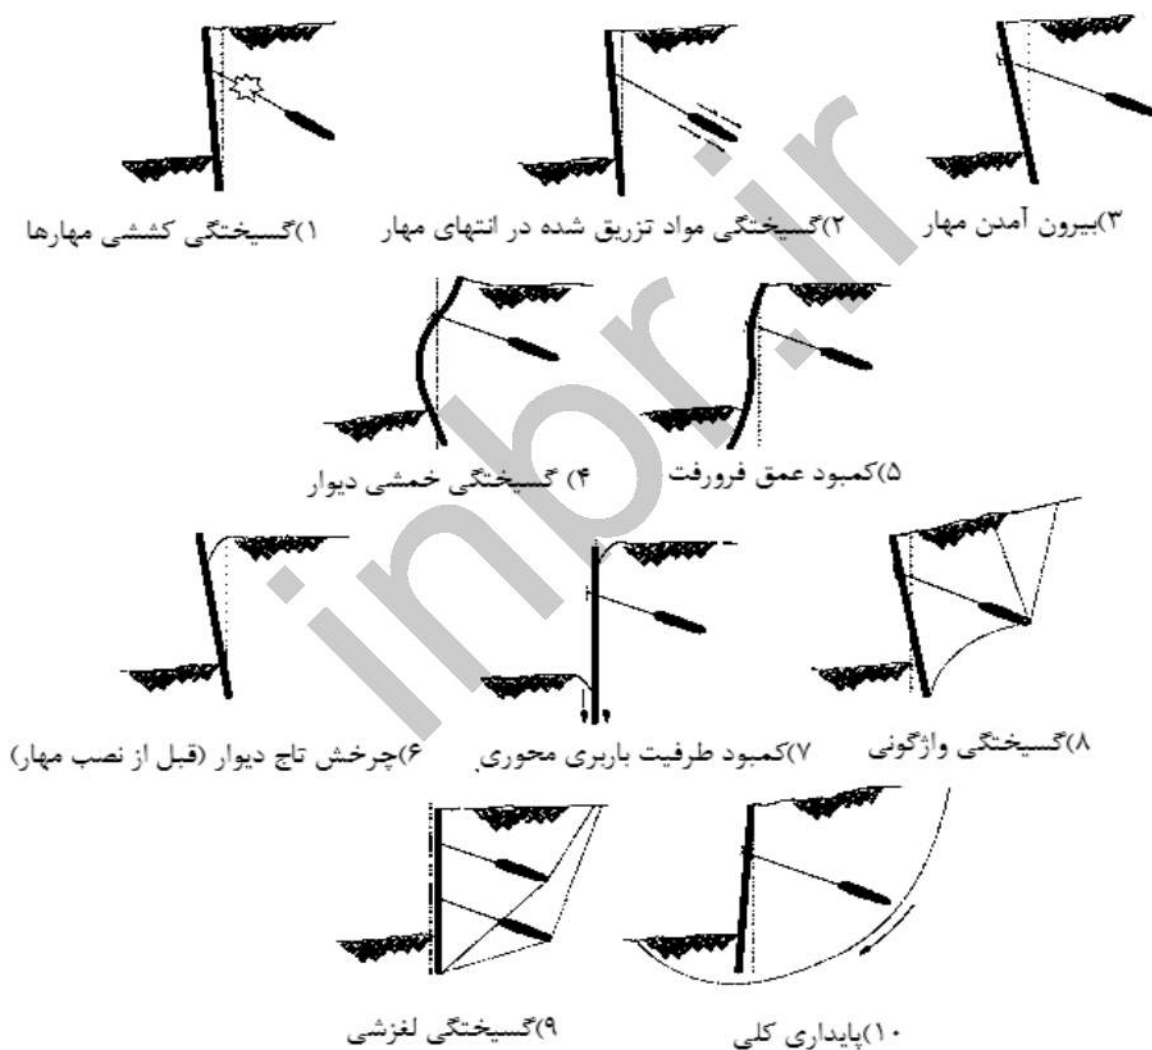 ۱)گسیختگی کششی مهارها
۲)گسیختگی مواد تزریق شده در انتهای مهار
۳)بیرون آمدن مهار
۴) گسیختگی خمشی دیوار
۵)کمبود عمق فرورفت
۶)چرخش تاج دیوار (قبل از نصب مهار)
۷)کمبود ظرفیت باربری محوری
۸)گسیختگی واژگونی
۹)گسیختگی لغزشی
۱۰)پایداری کلی
inbr.ir